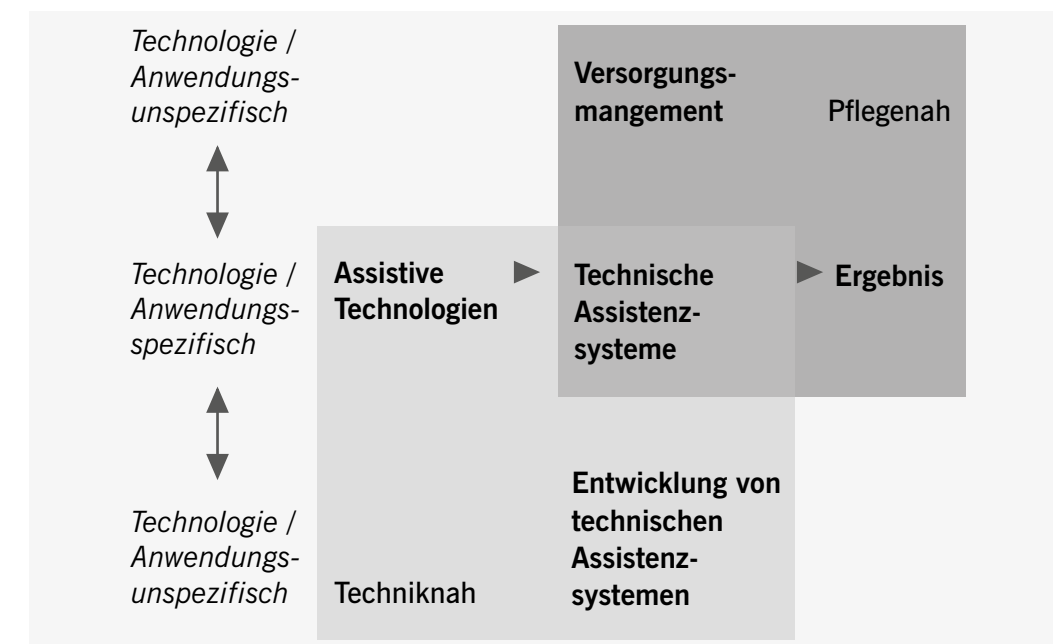 Technologie /
Anwendungs-
unspezifisch
Versorgungs-
mangement
Pflegenah
Technologie /
Anwendungs-
spezifisch
Assistive
Technologien
Technische
Assistenz-
systeme
Ergebnis
Technologie /
Anwendungs-
unspezifisch
Techniknah
Entwicklung von
technischen
Assistenz-
systemen